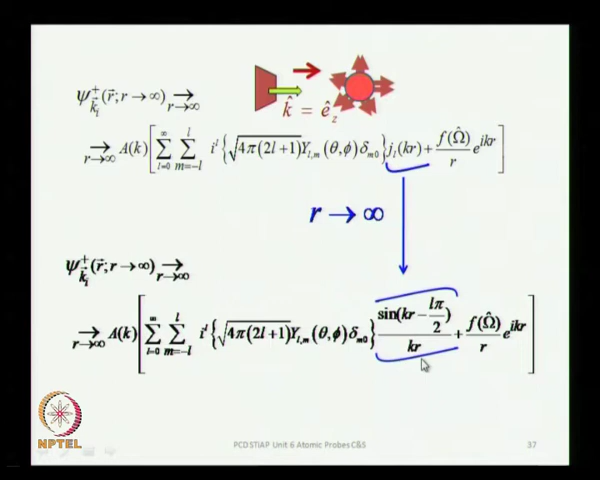 ψ⁺_{k⃗_i}(r⃗; r→∞) →_{r→∞}
k̂ = ê_z
→_{r→∞} A(k) [ ∑_{l=0}^{∞} ∑_{m=-l}^{l} i^l { √(4π(2l+1)) Y_{l,m}(θ,ϕ) δ_{m0} } j_l(kr) + f(Ω̂)/r e^{ikr} ]
r → ∞
ψ⁺_{k⃗_i}(r⃗; r→∞) →_{r→∞}
→_{r→∞} A(k) [ ∑_{l=0}^{∞} ∑_{m=-l}^{l} i^l { √(4π(2l+1)) Y_{l,m}(θ,ϕ) δ_{m0} } sin(kr − lπ/2)/kr + f(Ω̂)/r e^{ikr} ]
NPTEL
PCD STiAP Unit 6 Atomic Probes C&S
37